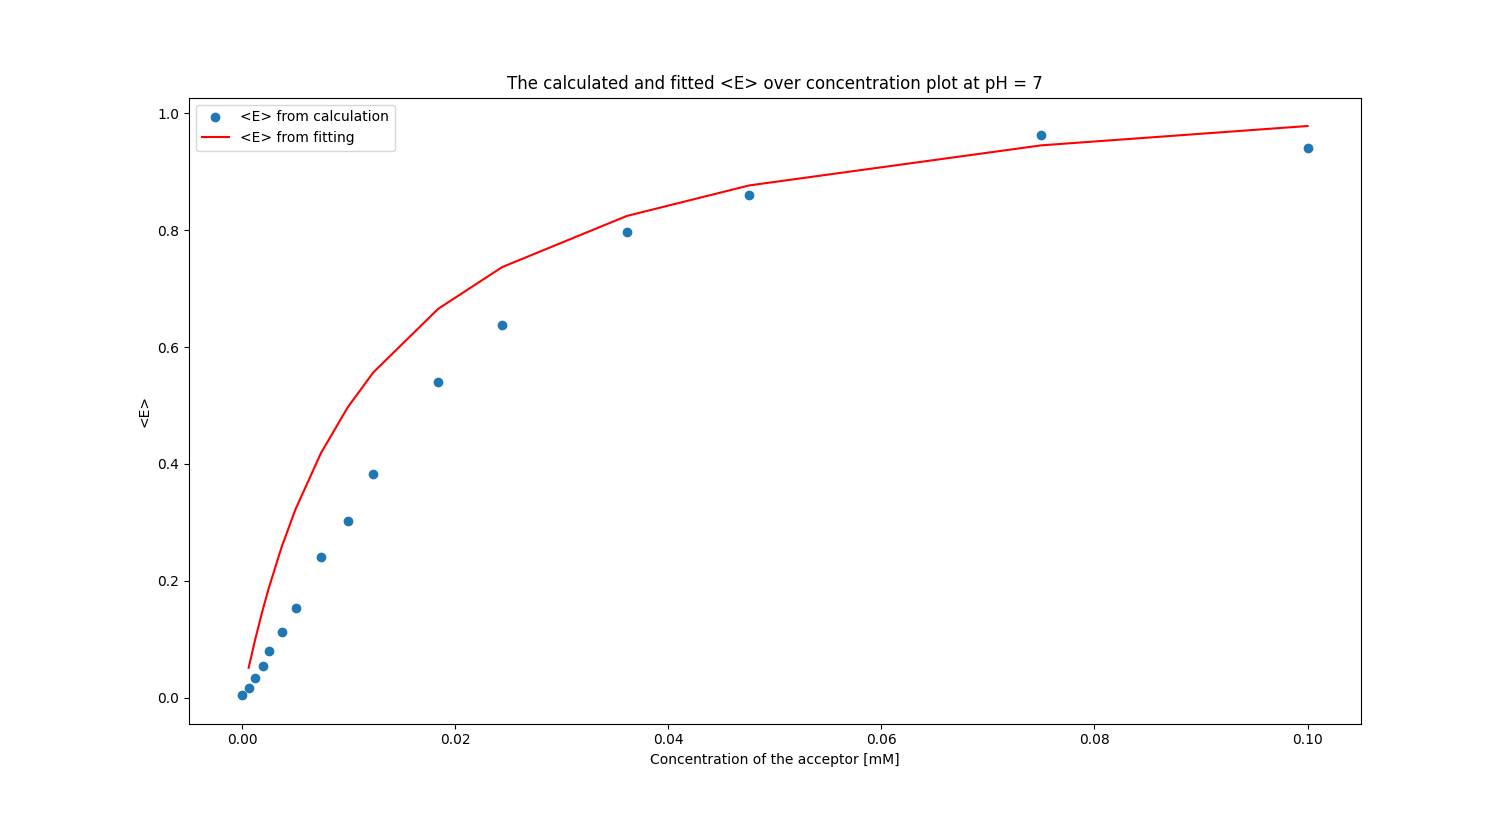 The calculated and fitted <E> over concentration plot at pH = 7
<E> from calculation
<E> from fitting
1.0
0.8
0.6
0.4
0.2
0.0
<E>
0.00 0.02 0.04 0.06 0.08 0.10
Concentration of the acceptor [mM]